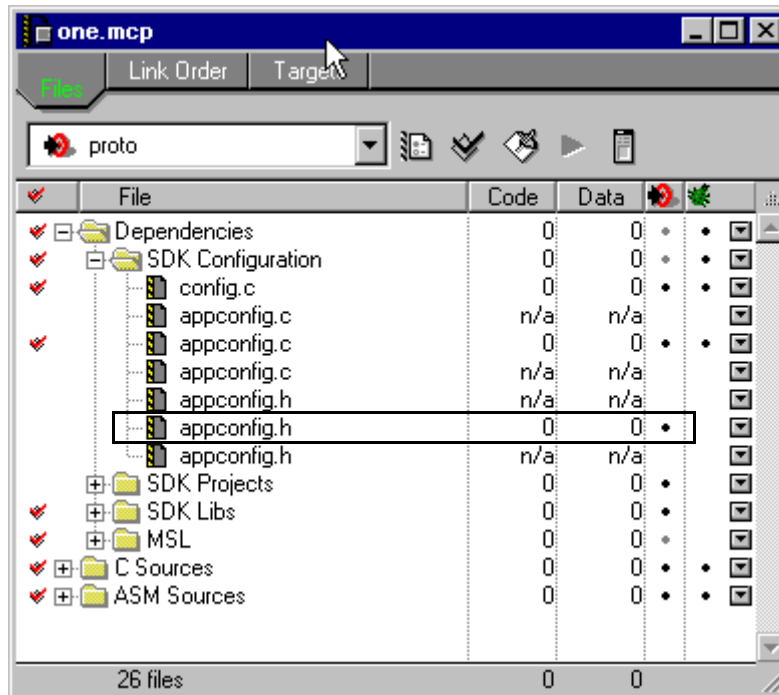 one.mcp
Files Link Order Targets
proto
File Code Data
Dependencies 0 0
SDK Configuration 0 0
config.c 0 0
appconfig.c n/a n/a
appconfig.c 0 0
appconfig.c n/a n/a
appconfig.h n/a n/a
appconfig.h 0 0
appconfig.h n/a n/a
SDK Projects 0 0
SDK Libs 0 0
MSL 0 0
C Sources 0 0
ASM Sources 0 0
26 files 0 0